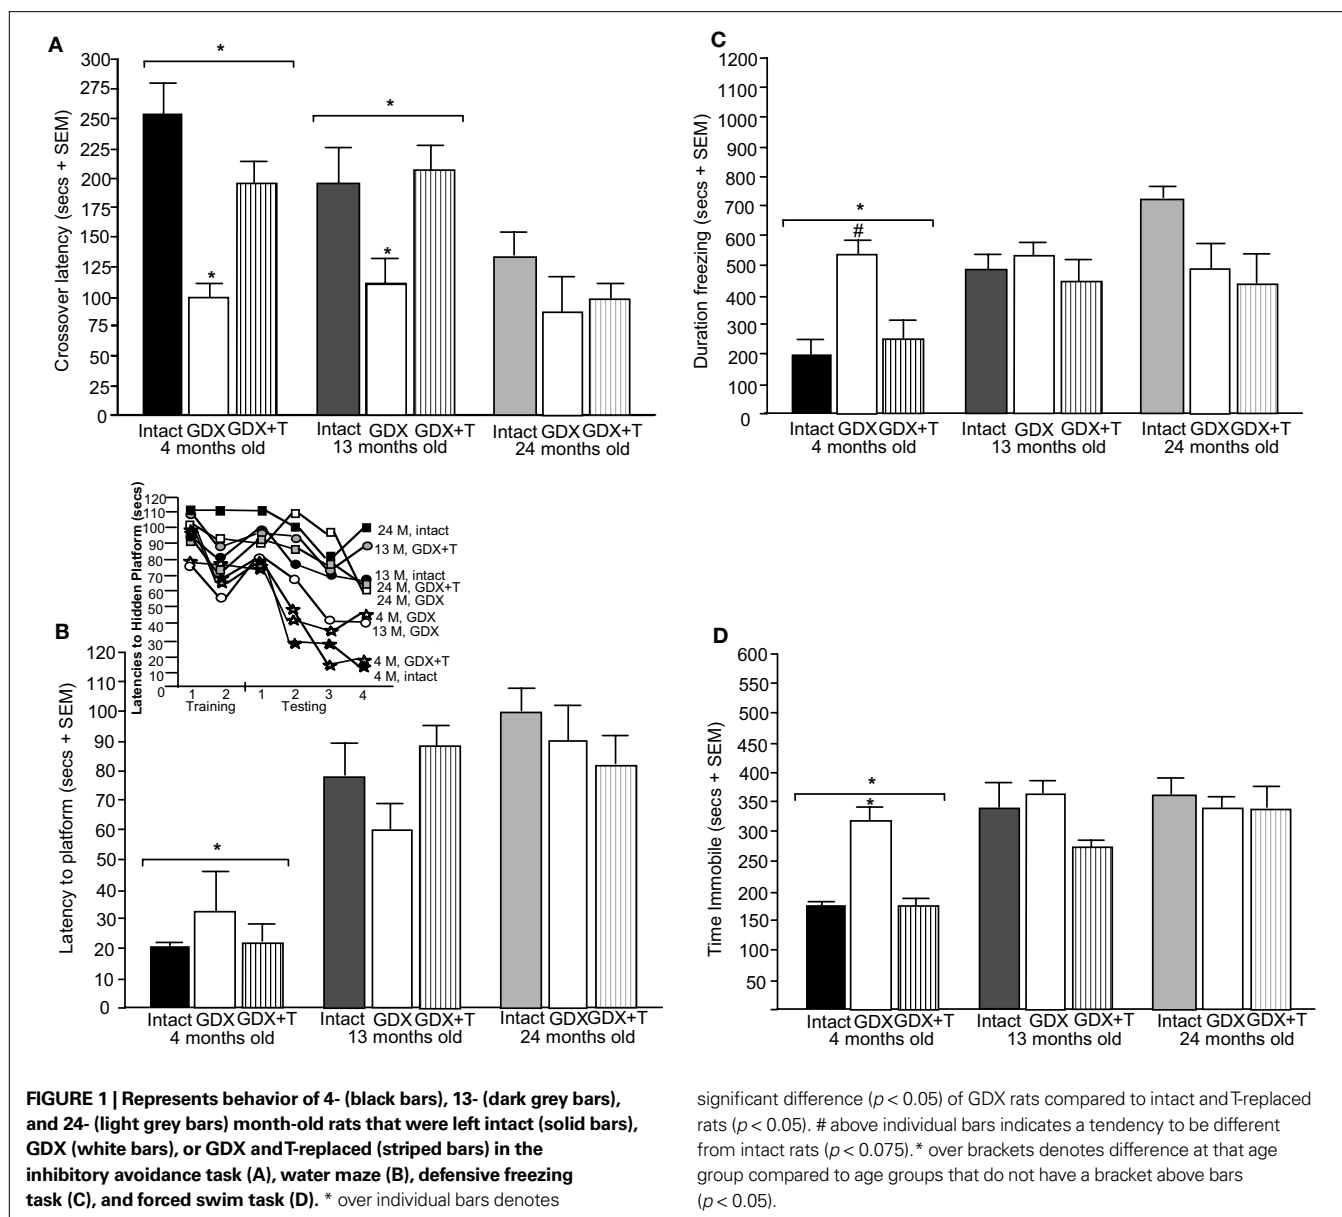 A
*
*
*
*
300
275
250
225
200
175
150
125
100
75
50
25
0
Crossover latency (secs + SEM)
Intact GDX GDX+T
4 months old
Intact GDX GDX+T
13 months old
Intact GDX GDX+T
24 months old
C
1200
1100
1000
900
800
700
600
500
400
300
200
100
0
Duration freezing (secs + SEM)
*
#
Intact GDX GDX+T
4 months old
Intact GDX GDX+T
13 months old
Intact GDX GDX+T
24 months old
Latencies to Hidden Platform (secs)
120
110
100
90
80
70
60
50
40
30
20
10
0
24 M, intact
13 M, GDX+T
13 M, intact
24 M, GDX+T
24 M, GDX
4 M, GDX
13 M, GDX
4 M, GDX+T
4 M, intact
1 2 1 2 3 4
Training Testing
B
120
100
90
80
70
60
50
40
30
20
10
0
Latency to platform (secs + SEM)
*
Intact GDX GDX+T
4 months old
Intact GDX GDX+T
13 months old
Intact GDX GDX+T
24 months old
D
600
550
500
450
400
350
300
250
200
150
100
50
Time Immobile (secs + SEM)
*
*
Intact GDX GDX+T
4 months old
Intact GDX GDX+T
13 months old
Intact GDX GDX+T
24 months old
FIGURE 1 | Represents behavior of 4- (black bars), 13- (dark grey bars),
and 24- (light grey bars) month-old rats that were left intact (solid bars),
GDX (white bars), or GDX and T-replaced (striped bars) in the
inhibitory avoidance task (A), water maze (B), defensive freezing
task (C), and forced swim task (D). * over individual bars denotes
significant difference (p < 0.05) of GDX rats compared to intact and T-replaced
rats (p < 0.05). # above individual bars indicates a tendency to be different
from intact rats (p < 0.075). * over brackets denotes difference at that age
group compared to age groups that do not have a bracket above bars
(p < 0.05).